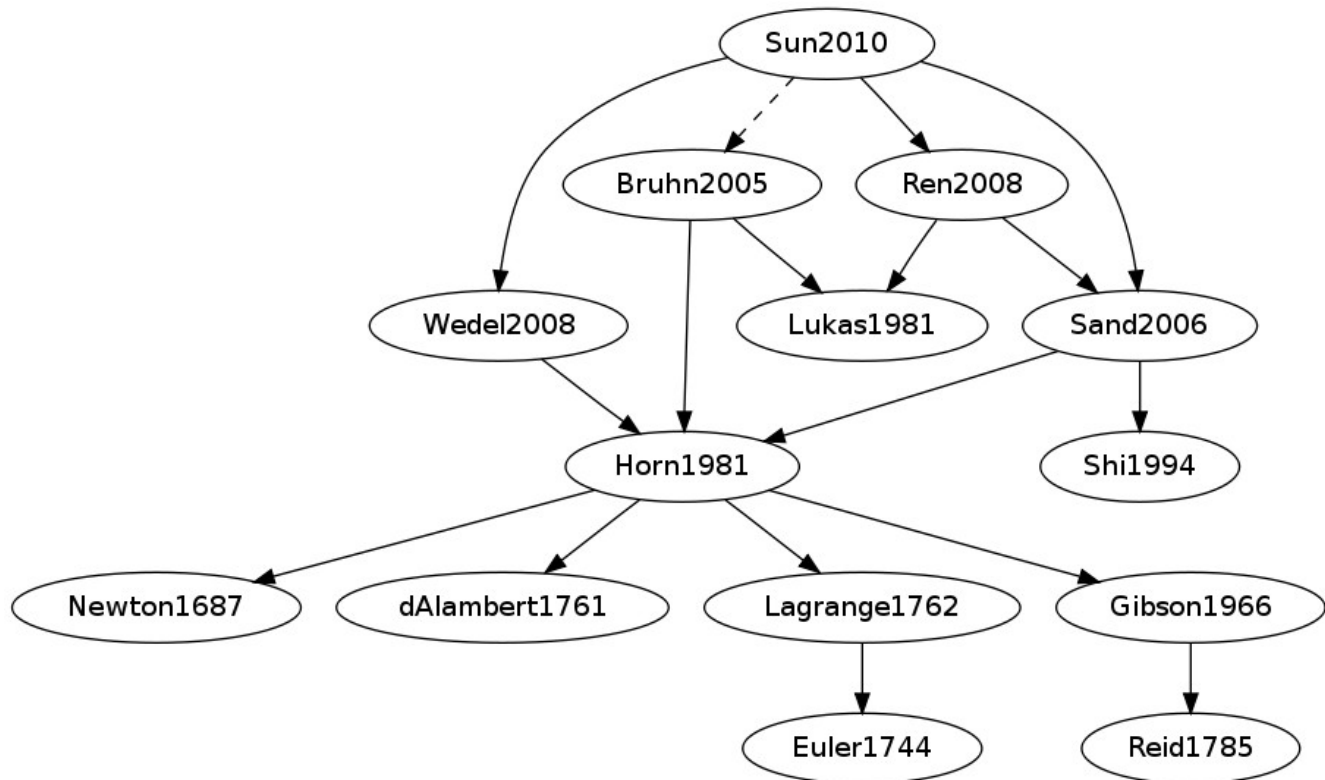 Sun2010
Bruhn2005
Ren2008
Wedel2008
Lukas1981
Sand2006
Horn1981
Shi1994
Newton1687
dAlambert1761
Lagrange1762
Gibson1966
Euler1744
Reid1785